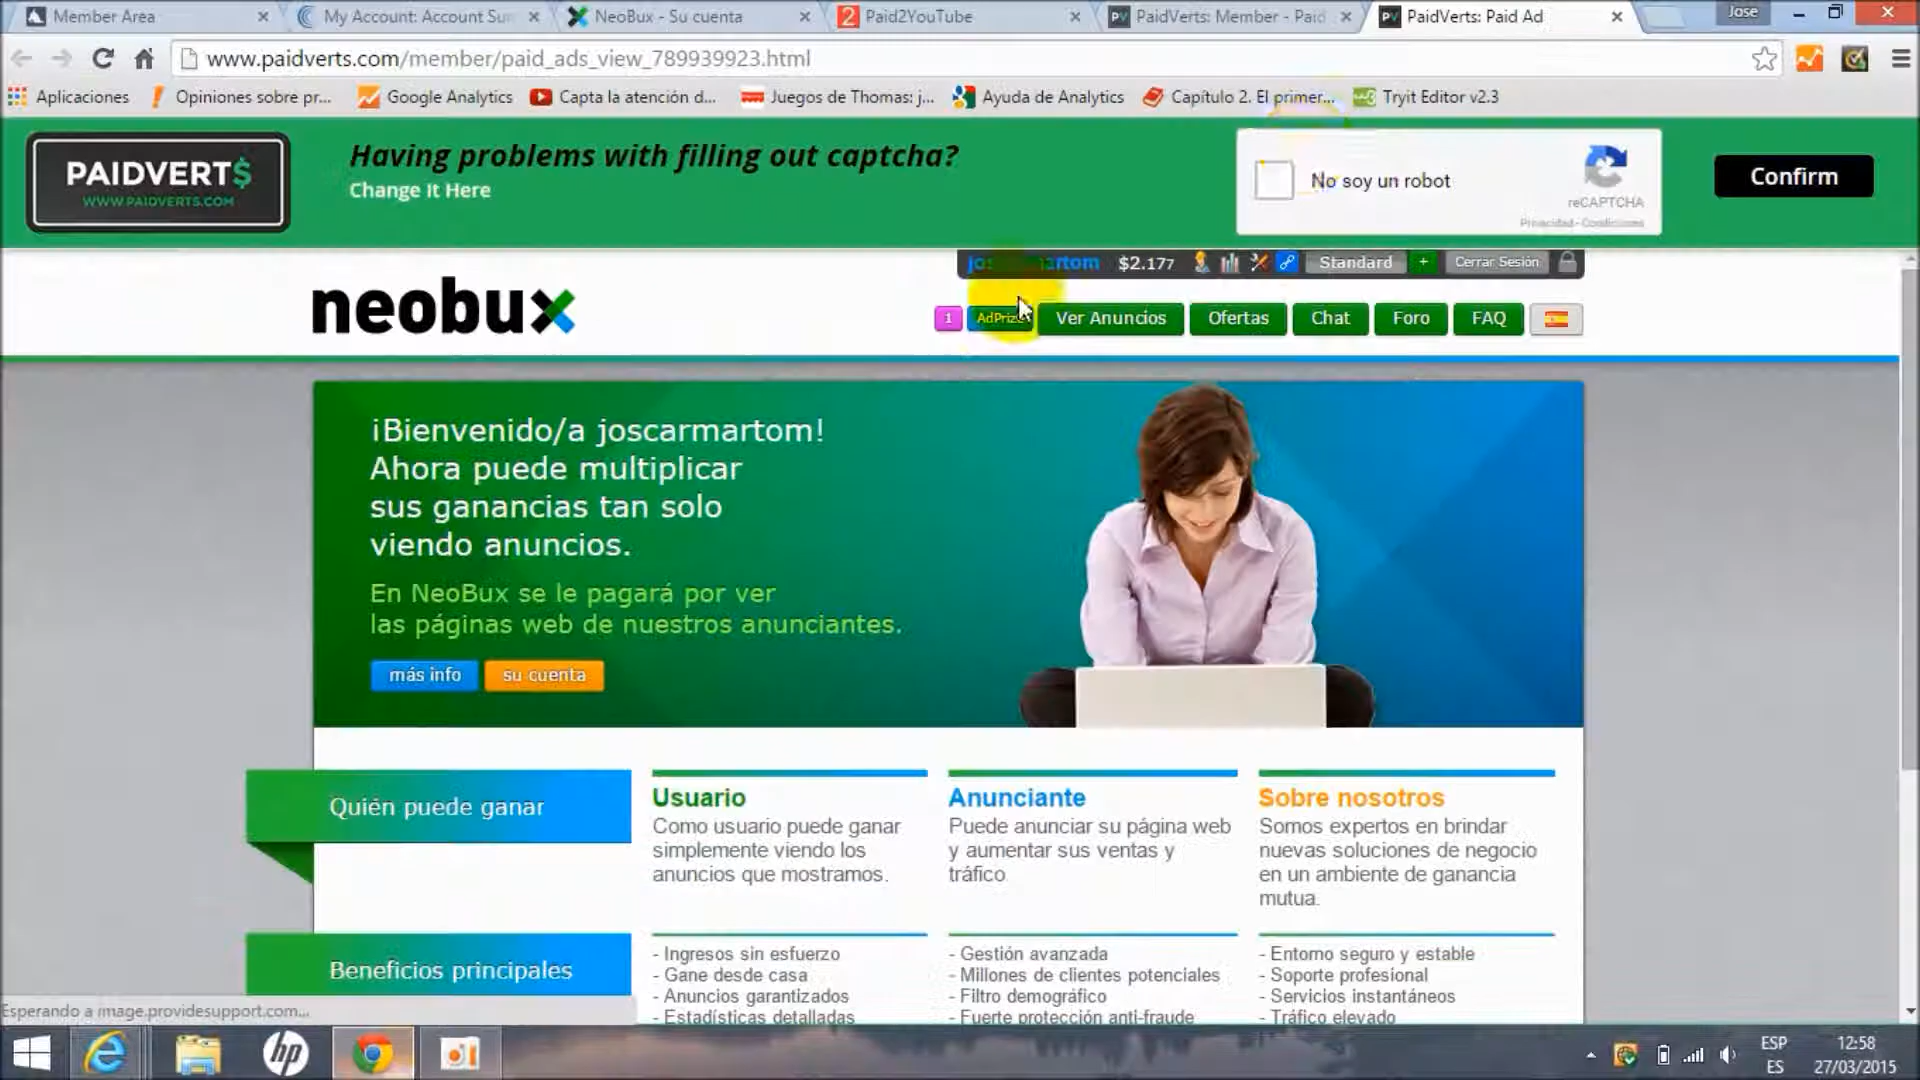 Member Area
My Account: Account Sum
NeoBux - Su cuenta
Paid2YouTube
PaidVerts: Member - Paid
PaidVerts: Paid Ad
Jose
www.paidverts.com/member/paid_ads_view_789939923.html
Aplicaciones
Opiniones sobre pr...
Google Analytics
Capta la atención d...
Juegos de Thomas: j...
Ayuda de Analytics
Capítulo 2. El primer...
Tryit Editor v2.3
PAIDVERT$
WWW.PAIDVERTS.COM
Having problems with filling out captcha?
Change It Here
No soy un robot
reCAPTCHA
Privacidad - Condiciones
Confirm
neobux
$2.177
Standard
+
Cerrar Sesión
1
Ver Anuncios
Ofertas
Chat
Foro
FAQ
¡Bienvenido/a joscarmartom!
Ahora puede multiplicar
sus ganancias tan solo
viendo anuncios.
En NeoBux se le pagará por ver
las páginas web de nuestros anunciantes.
más info
su cuenta
Quién puede ganar
Usuario
Como usuario puede ganar
simplemente viendo los
anuncios que mostramos.
Anunciante
Puede anunciar su página web
y aumentar sus ventas y
tráfico
Sobre nosotros
Somos expertos en brindar
nuevas soluciones de negocio
en un ambiente de ganancia
mutua.
Beneficios principales
- Ingresos sin esfuerzo
- Gane desde casa
- Anuncios garantizados
- Estadísticas detalladas
- Gestión avanzada
- Millones de clientes potenciales
- Filtro demográfico
- Fuerte protección anti-fraude
- Entorno seguro y estable
- Soporte profesional
- Servicios instantáneos
- Tráfico elevado
Esperando a image.providesupport.com...
hp
ESP
ES
12:58
27/03/2015